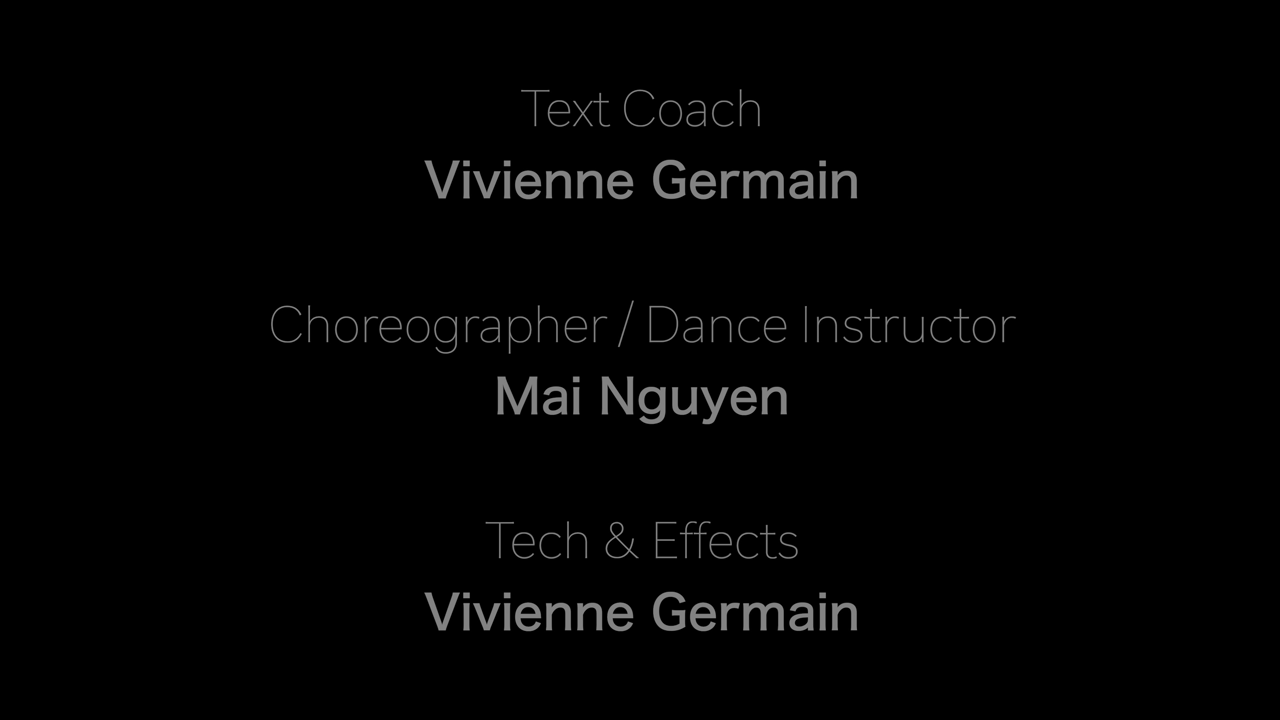 Text Coach
Vivienne Germain
Choreographer / Dance Instructor
Mai Nguyen
Tech & Effects
Vivienne Germain